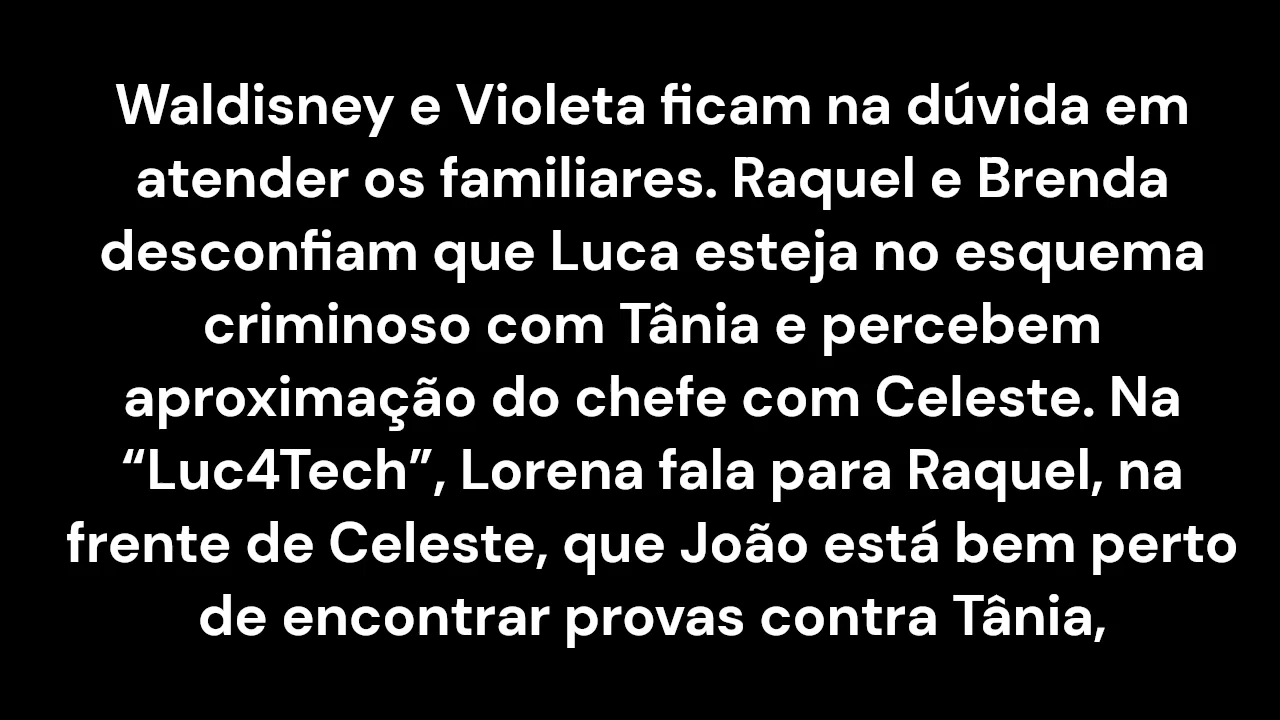 Waldisney e Violeta ficam na dúvida em
atender os familiares. Raquel e Brenda
desconfiam que Luca esteja no esquema
criminoso com Tânia e percebem
aproximação do chefe com Celeste. Na
“Luc4Tech”, Lorena fala para Raquel, na
frente de Celeste, que João está bem perto
de encontrar provas contra Tânia,